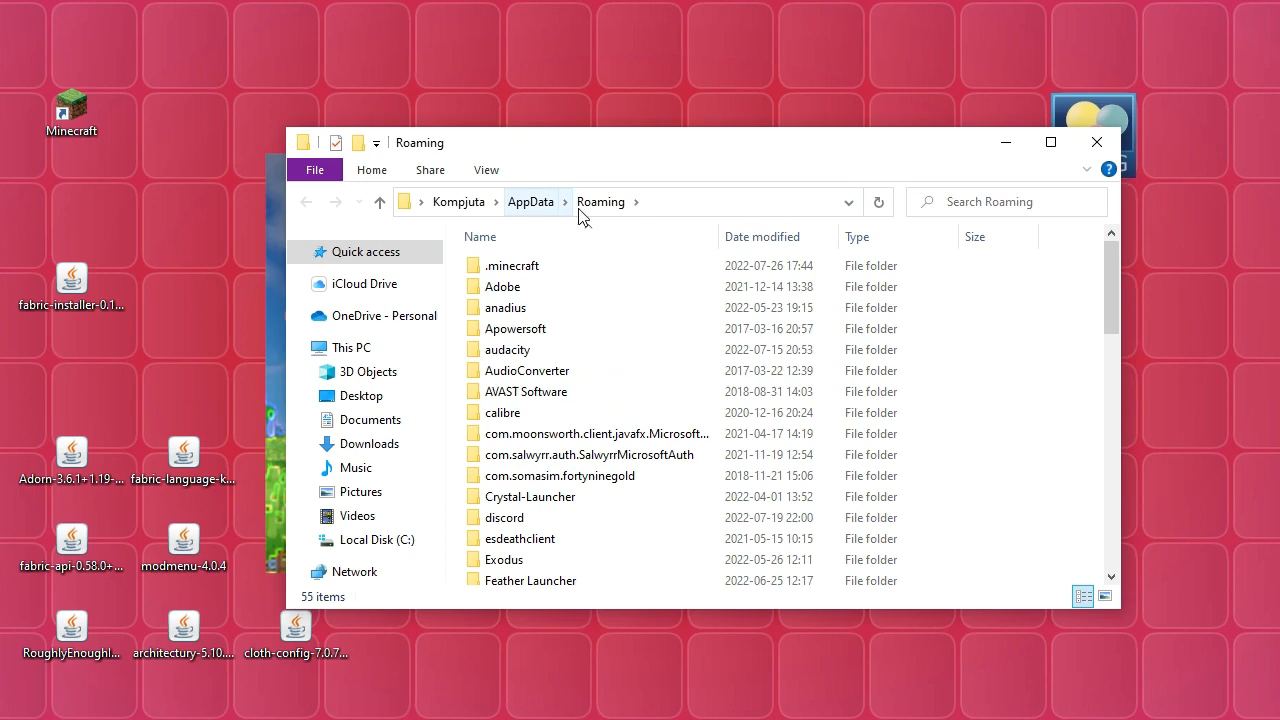 Minecraft
fabric-installer-0.1...
Adorn-3.6.1+1.19-...
fabric-language-k...
fabric-api-0.58.0+...
modmenu-4.0.4
RoughlyEnoughI...
architectury-5.10....
cloth-config-7.0.7...
Roaming
File
Home
Share
View
Kompjuta
AppData
Roaming
Search Roaming
Quick access
iCloud Drive
OneDrive - Personal
This PC
3D Objects
Desktop
Documents
Downloads
Music
Pictures
Videos
Local Disk (C:)
Network
Name Date modified Type Size
.minecraft 2022-07-26 17:44 File folder
Adobe 2021-12-14 13:38 File folder
anadius 2022-05-23 19:15 File folder
Apowersoft 2017-03-16 20:57 File folder
audacity 2022-07-15 20:53 File folder
AudioConverter 2017-03-22 12:39 File folder
AVAST Software 2018-08-31 14:03 File folder
calibre 2020-12-16 20:24 File folder
com.moonsworth.client.javafx.Microsoft... 2021-04-17 14:19 File folder
com.salwyrr.auth.SalwyrrMicrosoftAuth 2021-11-19 12:54 File folder
com.somasim.fortyninegold 2018-11-21 15:06 File folder
Crystal-Launcher 2022-04-01 13:52 File folder
discord 2022-07-19 22:00 File folder
esdeathclient 2021-05-15 10:15 File folder
Exodus 2022-05-26 12:11 File folder
Feather Launcher 2022-06-25 12:17 File folder
55 items